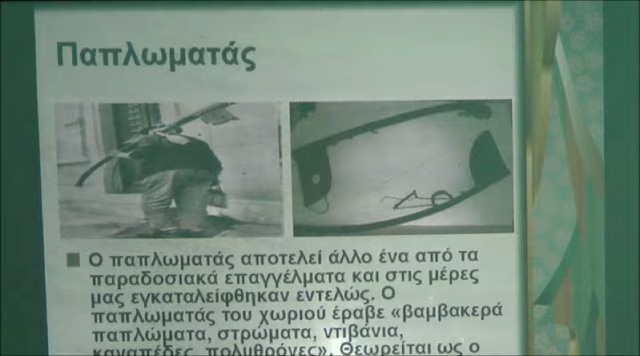 Παπλωματάς
Ο παπλωματάς αποτελεί άλλο ένα από τα
παραδοσιακά επαγγέλματα και στις μέρες
μας εγκαταλείφθηκαν εντελώς. Ο
παπλωματάς του χωριού έραβε «βαμβακερά
παπλώματα, στρώματα, ντιβάνια,
καναπέδες, πολυθρόνες». Θεωρείται ως ο